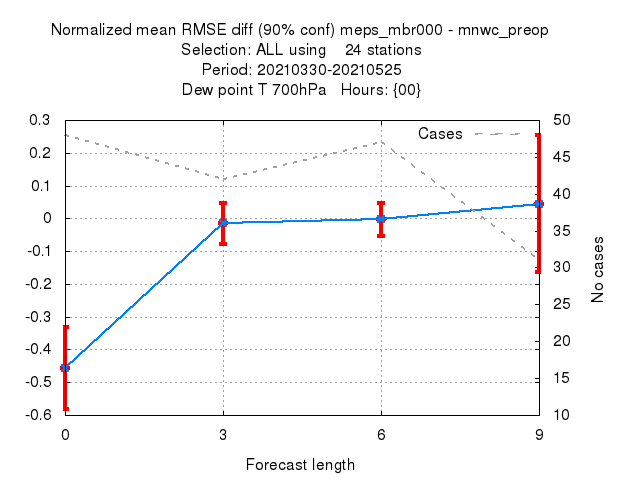 Normalized mean RMSE diff (90% conf) meps_mbr000 - mnwc_preop
Selection: ALL using 24 stations
Period: 20210330-20210525
Dew point T 700hPa Hours: {00}
Cases
0.3
0.2
0.1
0
-0.1
-0.2
-0.3
-0.4
-0.5
-0.6
50
45
40
35
30
25
20
15
10
No cases
0 3 6 9
Forecast length